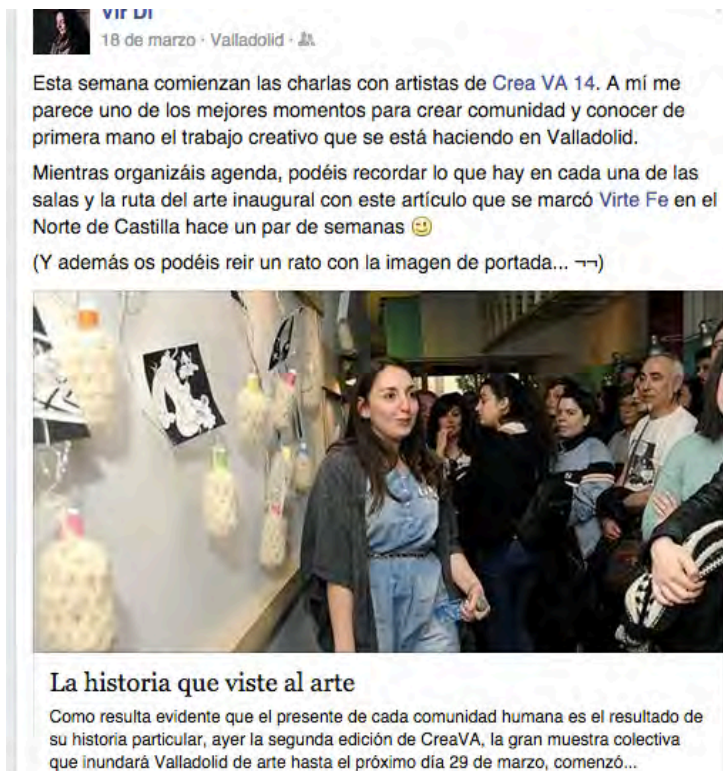 Vir Di
18 de marzo · Valladolid ·
Esta semana comienzan las charlas con artistas de Crea VA 14. A mí me
parece uno de los mejores momentos para crear comunidad y conocer de
primera mano el trabajo creativo que se está haciendo en Valladolid.
Mientras organizáis agenda, podéis recordar lo que hay en cada una de las
salas y la ruta del arte inaugural con este artículo que se marcó Virte Fe en el
Norte de Castilla hace un par de semanas 😉
(Y además os podéis reir un rato con la imagen de portada... ¬¬)
La historia que viste al arte
Como resulta evidente que el presente de cada comunidad humana es el resultado de
su historia particular, ayer la segunda edición de CreaVA, la gran muestra colectiva
que inundará Valladolid de arte hasta el próximo día 29 de marzo, comenzó...